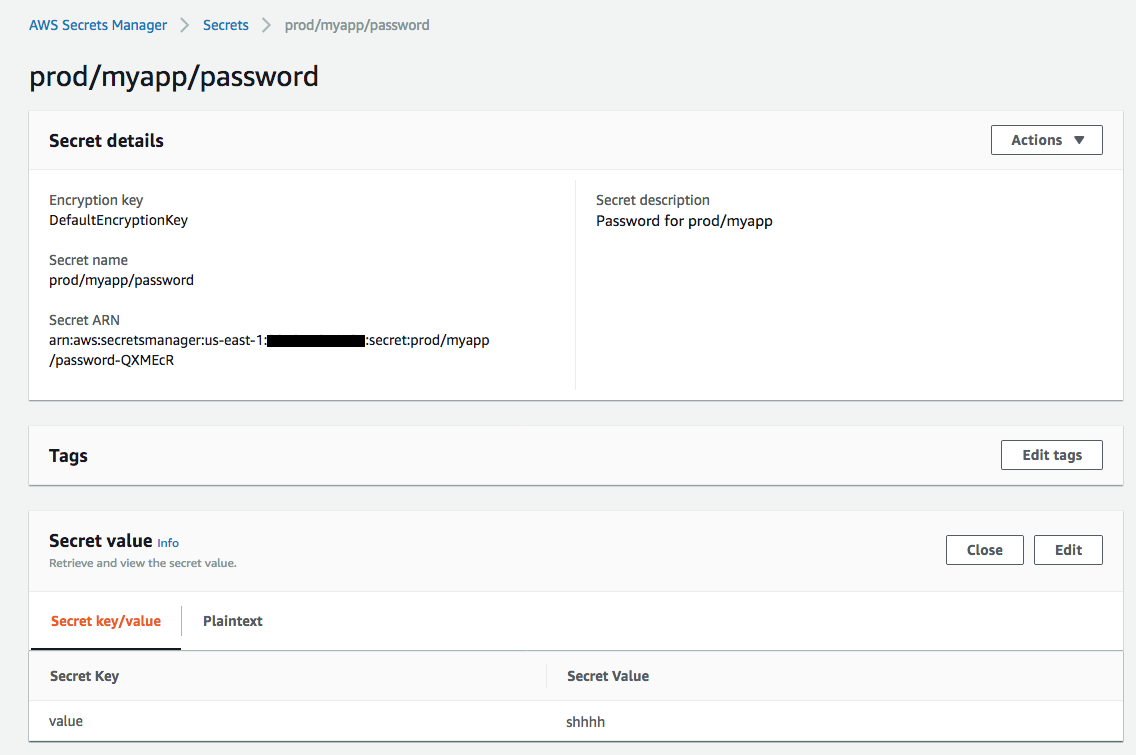 AWS Secrets Manager > Secrets > prod/myapp/password
prod/myapp/password
Secret details
Actions ▼
Encryption key
DefaultEncryptionKey
Secret name
prod/myapp/password
Secret ARN
arn:aws:secretsmanager:us-east-1: :secret:prod/myapp
/password-QXMEcR
Secret description
Password for prod/myapp
Tags
Edit tags
Secret value Info
Retrieve and view the secret value.
Close
Edit
Secret key/value
Plaintext
Secret Key
Secret Value
value
shhhh